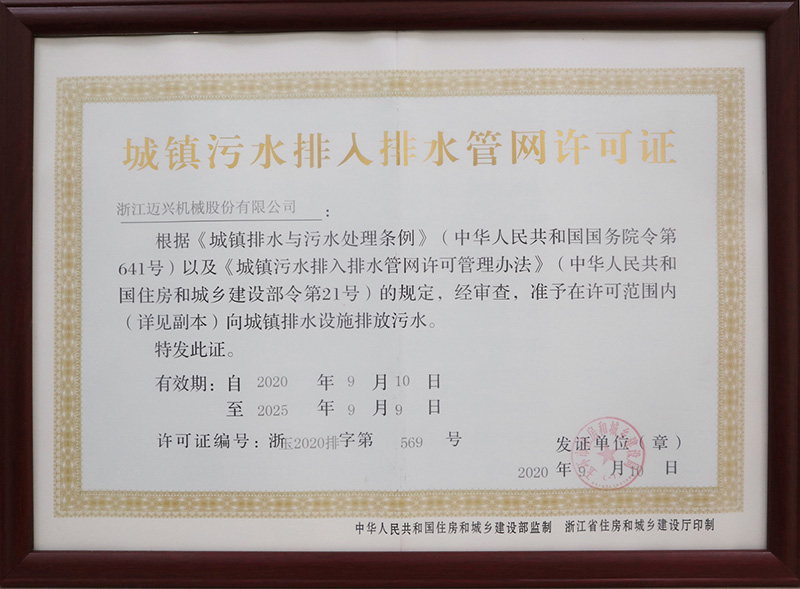 城镇污水排入排水管网许可证
浙江迈兴机械股份有限公司：
根据《城镇排水与污水处理条例》（中华人民共和国国务院令第
641号）以及《城镇污水排入排水管网许可管理办法》（中华人民共和
国住房和城乡建设部令第21号）的规定，经审查，准予在许可范围内
（详见副本）向城镇排水设施排放污水。
特发此证。
有效期：自 2020 年 9 月 10 日
至 2025 年 9 月 9 日
许可证编号：浙玉2020排字第 569 号
发证单位（章）
2020 年 9 月 10 日
中华人民共和国住房和城乡建设部监制 浙江省住房和城乡建设厅印制